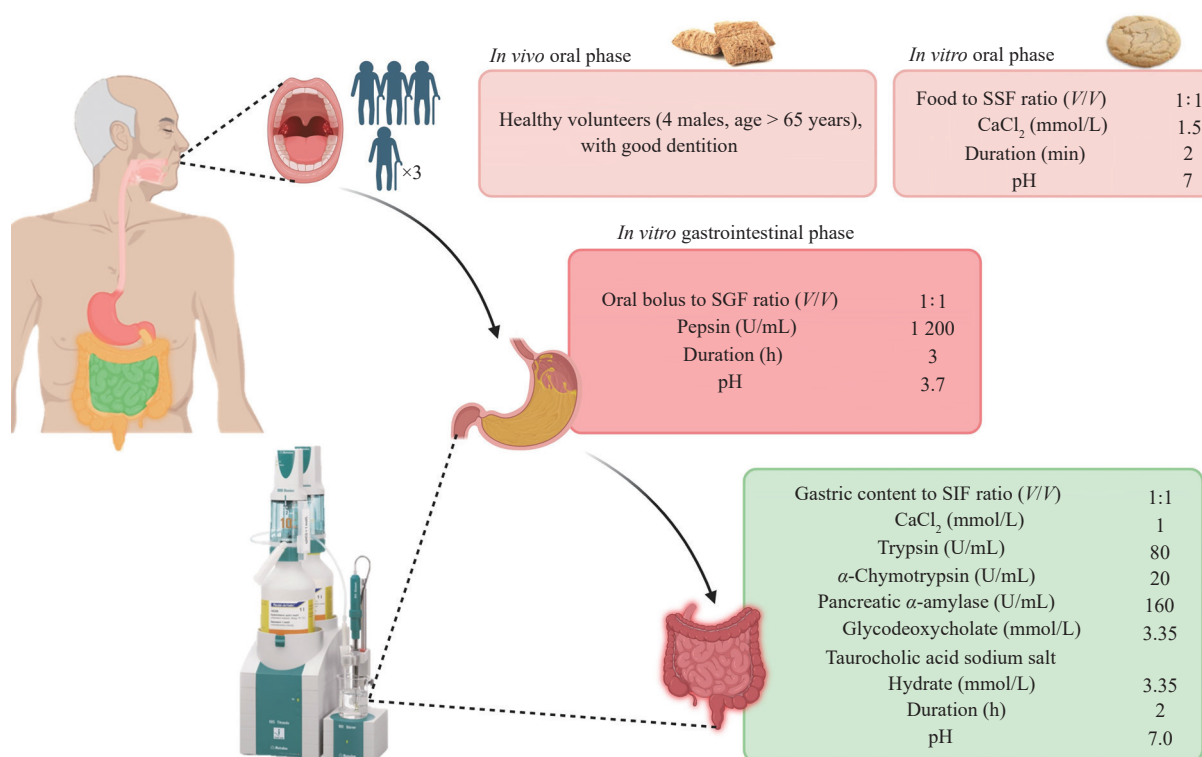 In vivo oral phase
Healthy volunteers (4 males, age > 65 years),
with good dentition
×3
In vitro oral phase
Food to SSF ratio (V/V) 1∶1
CaCl₂ (mmol/L) 1.5
Duration (min) 2
pH 7
In vitro gastrointestinal phase
Oral bolus to SGF ratio (V/V) 1∶1
Pepsin (U/mL) 1 200
Duration (h) 3
pH 3.7
Gastric content to SIF ratio (V/V) 1:1
CaCl₂ (mmol/L) 1
Trypsin (U/mL) 80
α-Chymotrypsin (U/mL) 20
Pancreatic α-amylase (U/mL) 160
Glycodeoxycholate (mmol/L) 3.35
Taurocholic acid sodium salt
Hydrate (mmol/L) 3.35
Duration (h) 2
pH 7.0